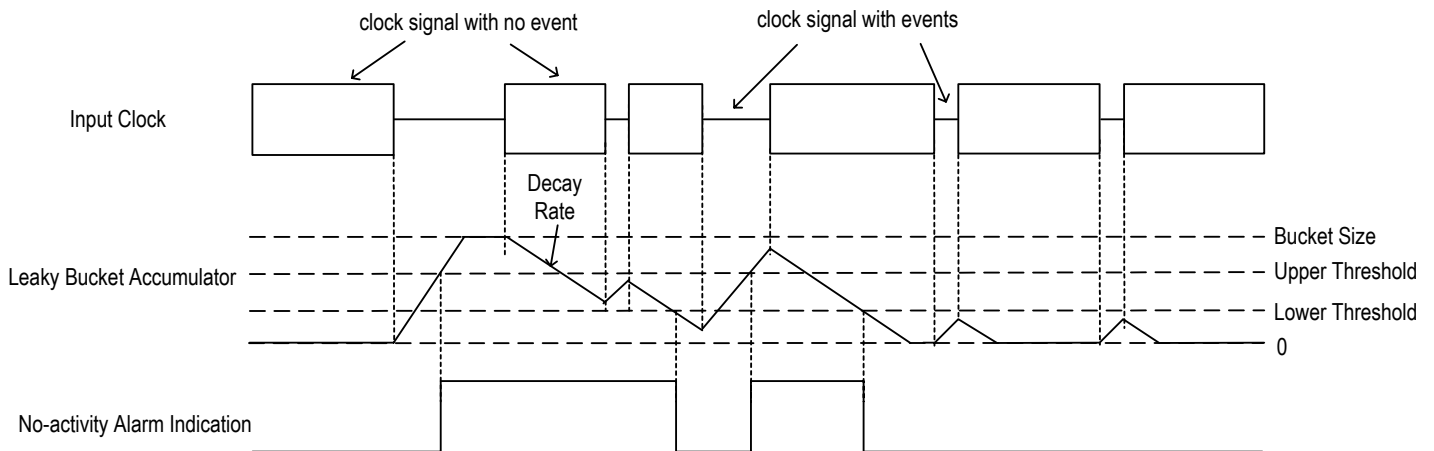 clock signal with no event
clock signal with events
Input Clock
Decay
Rate
Bucket Size
Leaky Bucket Accumulator
Upper Threshold
Lower Threshold
0
No-activity Alarm Indication